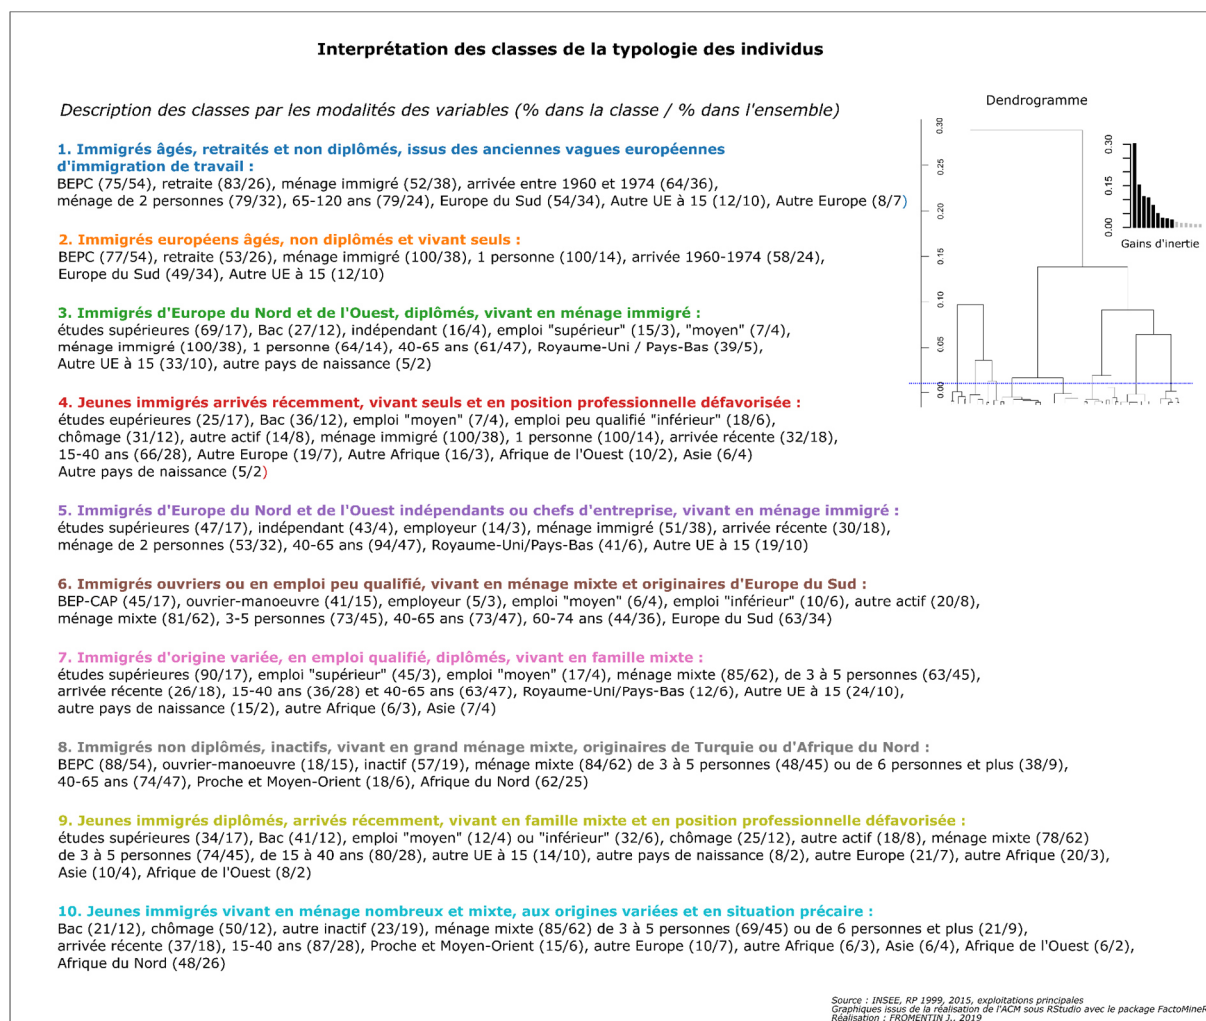 Interprétation des classes de la typologie des individus
Description des classes par les modalités des variables (% dans la classe / % dans l'ensemble)
1. Immigrés âgés, retraités et non diplômés, issus des anciennes vagues européennes
d'immigration de travail :
BEPC (75/54), retraite (83/26), ménage immigré (52/38), arrivée entre 1960 et 1974 (64/36),
ménage de 2 personnes (79/32), 65-120 ans (79/24), Europe du Sud (54/34), Autre UE à 15 (12/10), Autre Europe (8/7)
2. Immigrés européens âgés, non diplômés et vivant seuls :
BEPC (77/54), retraite (53/26), ménage immigré (100/38), 1 personne (100/14), arrivée 1960-1974 (58/24),
Europe du Sud (49/34), Autre UE à 15 (12/10)
3. Immigrés d'Europe du Nord et de l'Ouest, diplômés, vivant en ménage immigré :
études supérieures (69/17), Bac (27/12), indépendant (16/4), emploi "supérieur" (15/3), "moyen" (7/4),
ménage immigré (100/38), 1 personne (64/14), 40-65 ans (61/47), Royaume-Uni / Pays-Bas (39/5),
Autre UE à 15 (33/10), autre pays de naissance (5/2)
4. Jeunes immigrés arrivés récemment, vivant seuls et en position professionnelle défavorisée :
études eupérieures (25/17), Bac (36/12), emploi "moyen" (7/4), emploi peu qualifié "inférieur" (18/6),
chômage (31/12), autre actif (14/8), ménage immigré (100/38), 1 personne (100/14), arrivée récente (32/18),
15-40 ans (66/28), Autre Europe (19/7), Autre Afrique (16/3), Afrique de l'Ouest (10/2), Asie (6/4)
Autre pays de naissance (5/2)
5. Immigrés d'Europe du Nord et de l'Ouest indépendants ou chefs d'entreprise, vivant en ménage immigré :
études supérieures (47/17), indépendant (43/4), employeur (14/3), ménage immigré (51/38), arrivée récente (30/18),
ménage de 2 personnes (53/32), 40-65 ans (94/47), Royaume-Uni/Pays-Bas (41/6), Autre UE à 15 (19/10)
6. Immigrés ouvriers ou en emploi peu qualifié, vivant en ménage mixte et originaires d'Europe du Sud :
BEP-CAP (45/17), ouvrier-manoeuvre (41/15), employeur (5/3), emploi "moyen" (6/4), emploi "inférieur" (10/6), autre actif (20/8),
ménage mixte (81/62), 3-5 personnes (73/45), 40-65 ans (73/47), 60-74 ans (44/36), Europe du Sud (63/34)
7. Immigrés d'origine variée, en emploi qualifié, diplômés, vivant en famille mixte :
études supérieures (90/17), emploi "supérieur" (45/3), emploi "moyen" (17/4), ménage mixte (85/62), de 3 à 5 personnes (63/45),
arrivée récente (26/18), 15-40 ans (36/28) et 40-65 ans (63/47), Royaume-Uni/Pays-Bas (12/6), Autre UE à 15 (24/10),
autre pays de naissance (15/2), autre Afrique (6/3), Asie (7/4)
8. Immigrés non diplômés, inactifs, vivant en grand ménage mixte, originaires de Turquie ou d'Afrique du Nord :
BEPC (88/54), ouvrier-manoeuvre (18/15), inactif (57/19), ménage mixte (84/62) de 3 à 5 personnes (48/45) ou de 6 personnes et plus (38/9),
40-65 ans (74/47), Proche et Moyen-Orient (18/6), Afrique du Nord (62/25)
9. Jeunes immigrés diplômés, arrivés récemment, vivant en famille mixte et en position professionnelle défavorisée :
études supérieures (34/17), Bac (41/12), emploi "moyen" (12/4) ou "inférieur" (32/6), chômage (25/12), autre actif (18/8), ménage mixte (78/62)
de 3 à 5 personnes (74/45), de 15 à 40 ans (80/28), autre UE à 15 (14/10), autre pays de naissance (8/2), autre Europe (21/7), autre Afrique (20/3),
Asie (10/4), Afrique de l'Ouest (8/2)
10. Jeunes immigrés vivant en ménage nombreux et mixte, aux origines variées et en situation précaire :
Bac (21/12), chômage (50/12), autre inactif (23/19), ménage mixte (85/62) de 3 à 5 personnes (69/45) ou de 6 personnes et plus (21/9),
arrivée récente (37/18), 15-40 ans (87/28), Proche et Moyen-Orient (15/6), autre Europe (10/7), autre Afrique (6/3), Asie (6/4), Afrique de l'Ouest (6/2),
Afrique du Nord (48/26)
Dendrogramme
0.30
0.25
0.20
0.15
0.10
0.05
0.00
0.30
0.15
0.00
Gains d'inertie
Source : INSEE, RP 1999, 2015, exploitations principales
Graphiques issus de la réalisation de l'ACM sous RStudio avec le package FactoMineR
Réalisation : FROMENTIN J., 2019